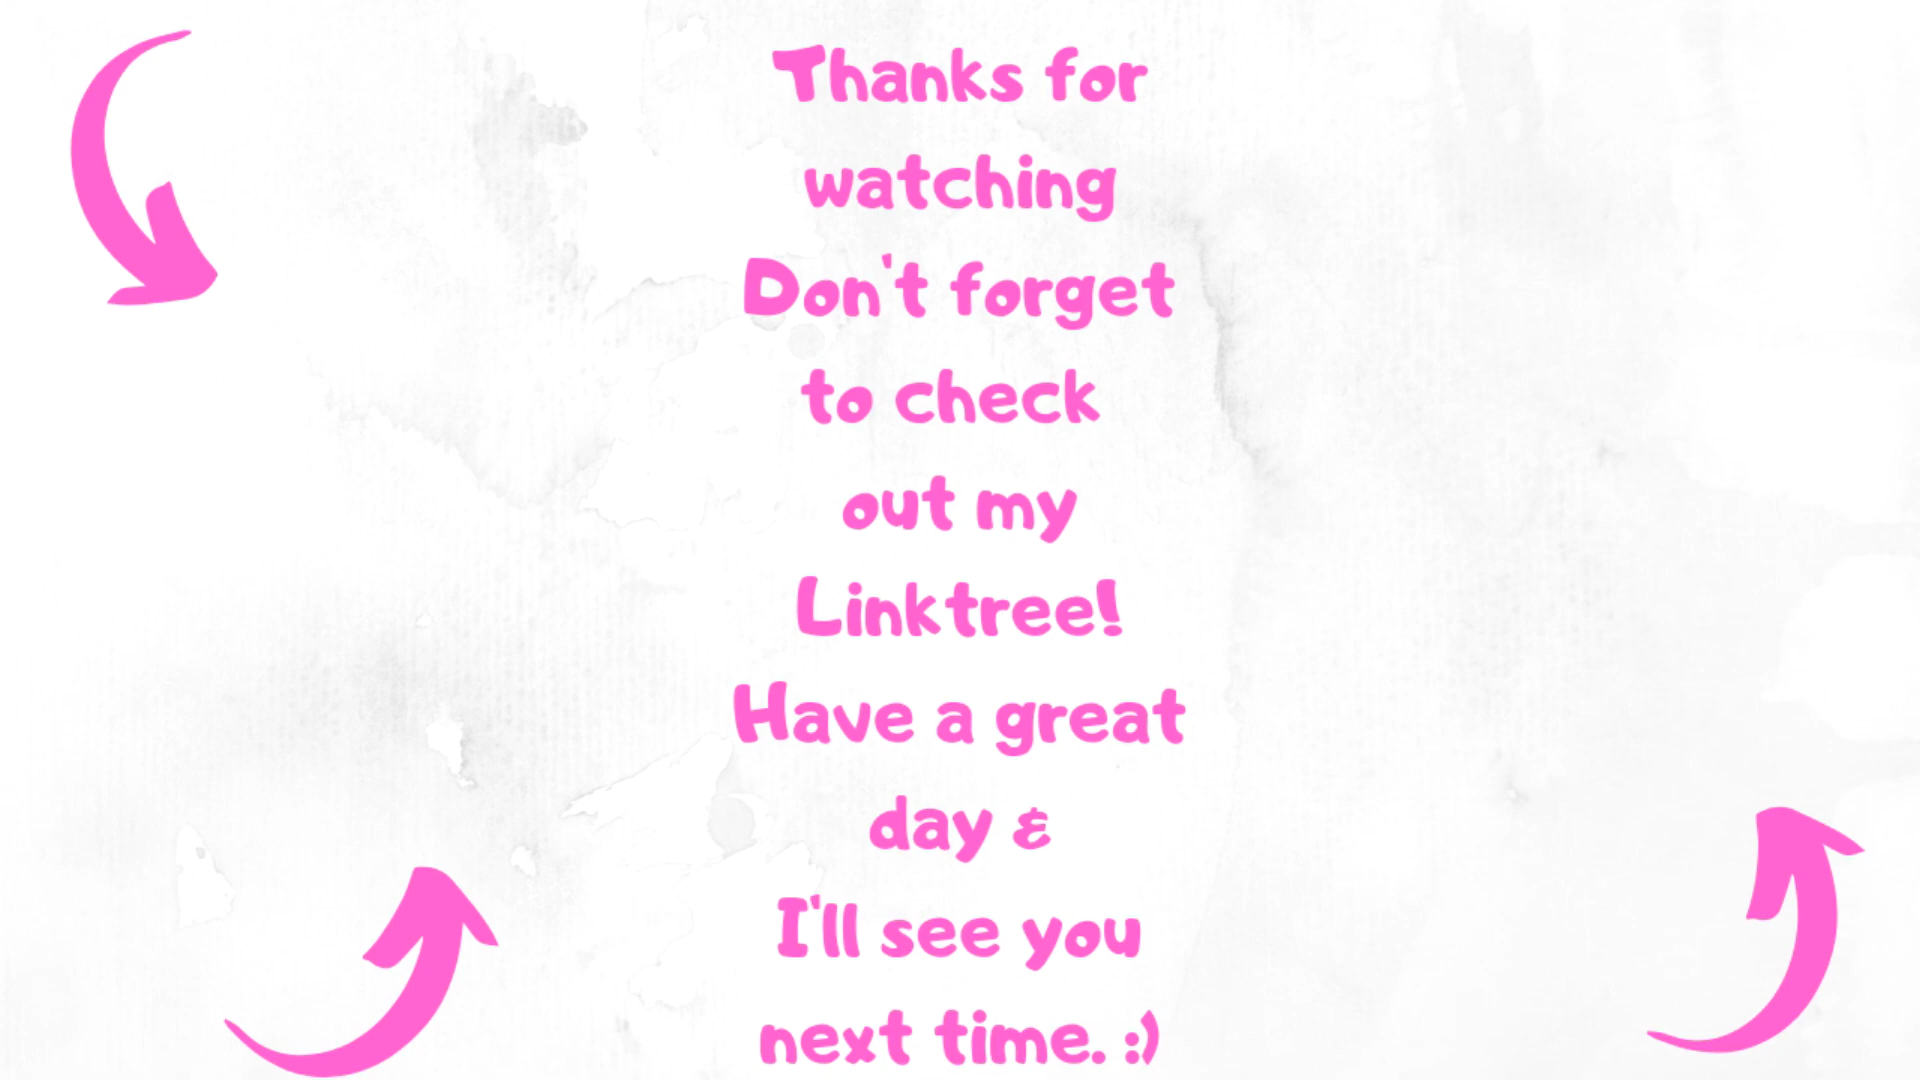 Thanks for
watching
Don't forget
to check
out my
Linktree!
Have a great
day &
I'll see you
next time. :)